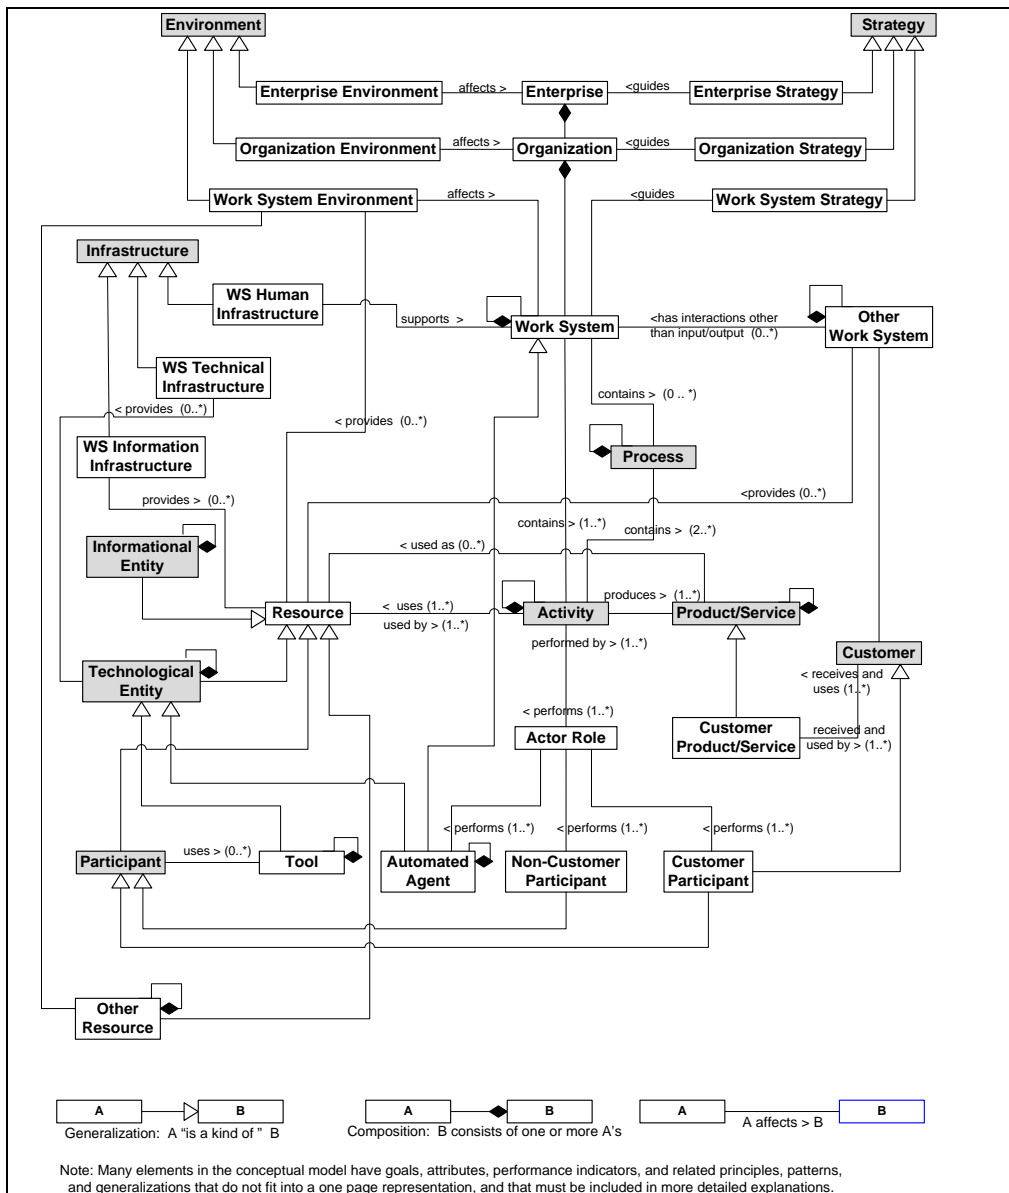 Environment
Strategy
Enterprise Environment
affects >
Enterprise
<guides
Enterprise Strategy
Organization Environment
affects >
Organization
<guides
Organization Strategy
Work System Environment
affects >
<guides
Work System Strategy
Infrastructure
WS Human
Infrastructure
supports >
Work System
<has interactions other
than input/output (0..*)
Other
Work System
WS Technical
Infrastructure
< provides (0..*)
< provides (0..*)
contains > (0 .. *)
WS Information
Infrastructure
Process
provides > (0..*)
<provides (0..*)
contains > (1..*)
contains > (2..*)
Informational
Entity
< used as (0..*)
Resource
< uses (1..*)
used by > (1..*)
Activity
produces > (1..*)
Product/Service
performed by > (1..*)
Customer
Technological
Entity
< receives and
uses (1..*)
< performs (1..*)
Actor Role
Customer
Product/Service
received and
used by > (1..*)
< performs (1..*)
< performs (1..*)
< performs (1..*)
Participant
uses > (0..*)
Tool
Automated
Agent
Non-Customer
Participant
Customer
Participant
Other
Resource
A
B
Generalization: A “is a kind of ” B
A
B
Composition: B consists of one or more A's
A
B
A affects > B
Note: Many elements in the conceptual model have goals, attributes, performance indicators, and related principles, patterns,
and generalizations that do not fit into a one page representation, and that must be included in more detailed explanations.